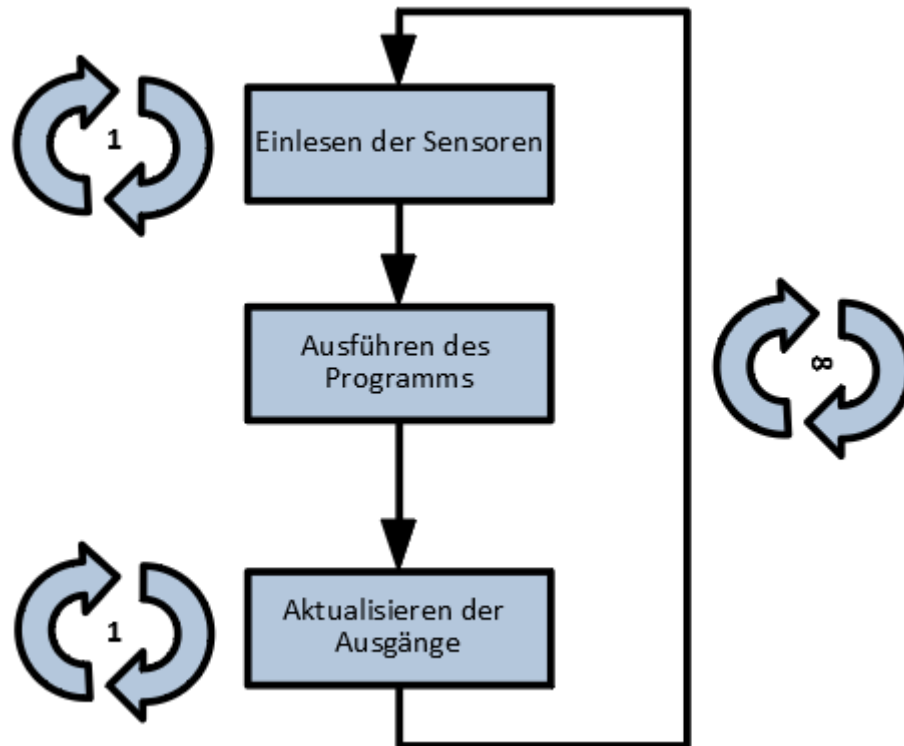 1
Einlesen der Sensoren
Ausführen des
Programms
∞
1
Aktualisieren der
Ausgänge